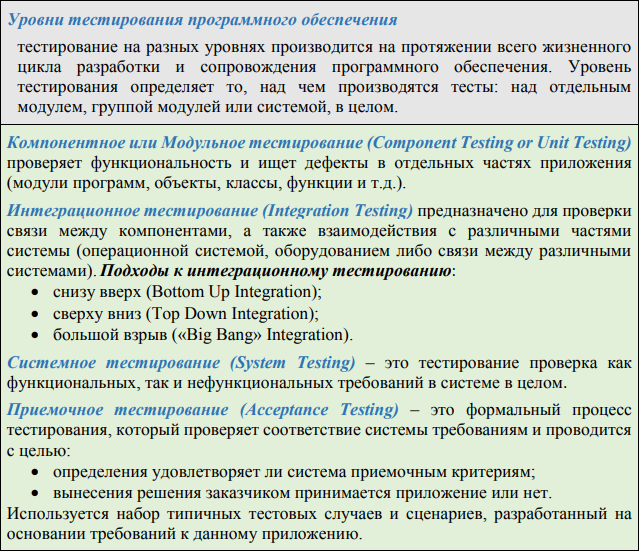 Уровни тестирования программного обеспечения
тестирование на разных уровнях производится на протяжении всего жизненного
цикла разработки и сопровождения программного обеспечения. Уровень
тестирования определяет то, над чем производятся тесты: над отдельным
модулем, группой модулей или системой, в целом.
Компонентное или Модульное тестирование (Component Testing or Unit Testing)
проверяет функциональность и ищет дефекты в отдельных частях приложения
(модули программ, объекты, классы, функции и т.д.).
Интеграционное тестирование (Integration Testing) предназначено для проверки
связи между компонентами, а также взаимодействия с различными частями
системы (операционной системой, оборудованием либо связи между различными
системами). Подходы к интеграционному тестированию:
• снизу вверх (Bottom Up Integration);
• сверху вниз (Top Down Integration);
• большой взрыв («Big Bang» Integration).
Системное тестирование (System Testing) – это тестирование проверка как
функциональных, так и нефункциональных требований в системе в целом.
Приемочное тестирование (Acceptance Testing) – это формальный процесс
тестирования, который проверяет соответствие системы требованиям и проводится
с целью:
• определения удовлетворяет ли система приемочным критериям;
• вынесения решения заказчиком принимается приложение или нет.
Используется набор типичных тестовых случаев и сценариев, разработанный на
основании требований к данному приложению.